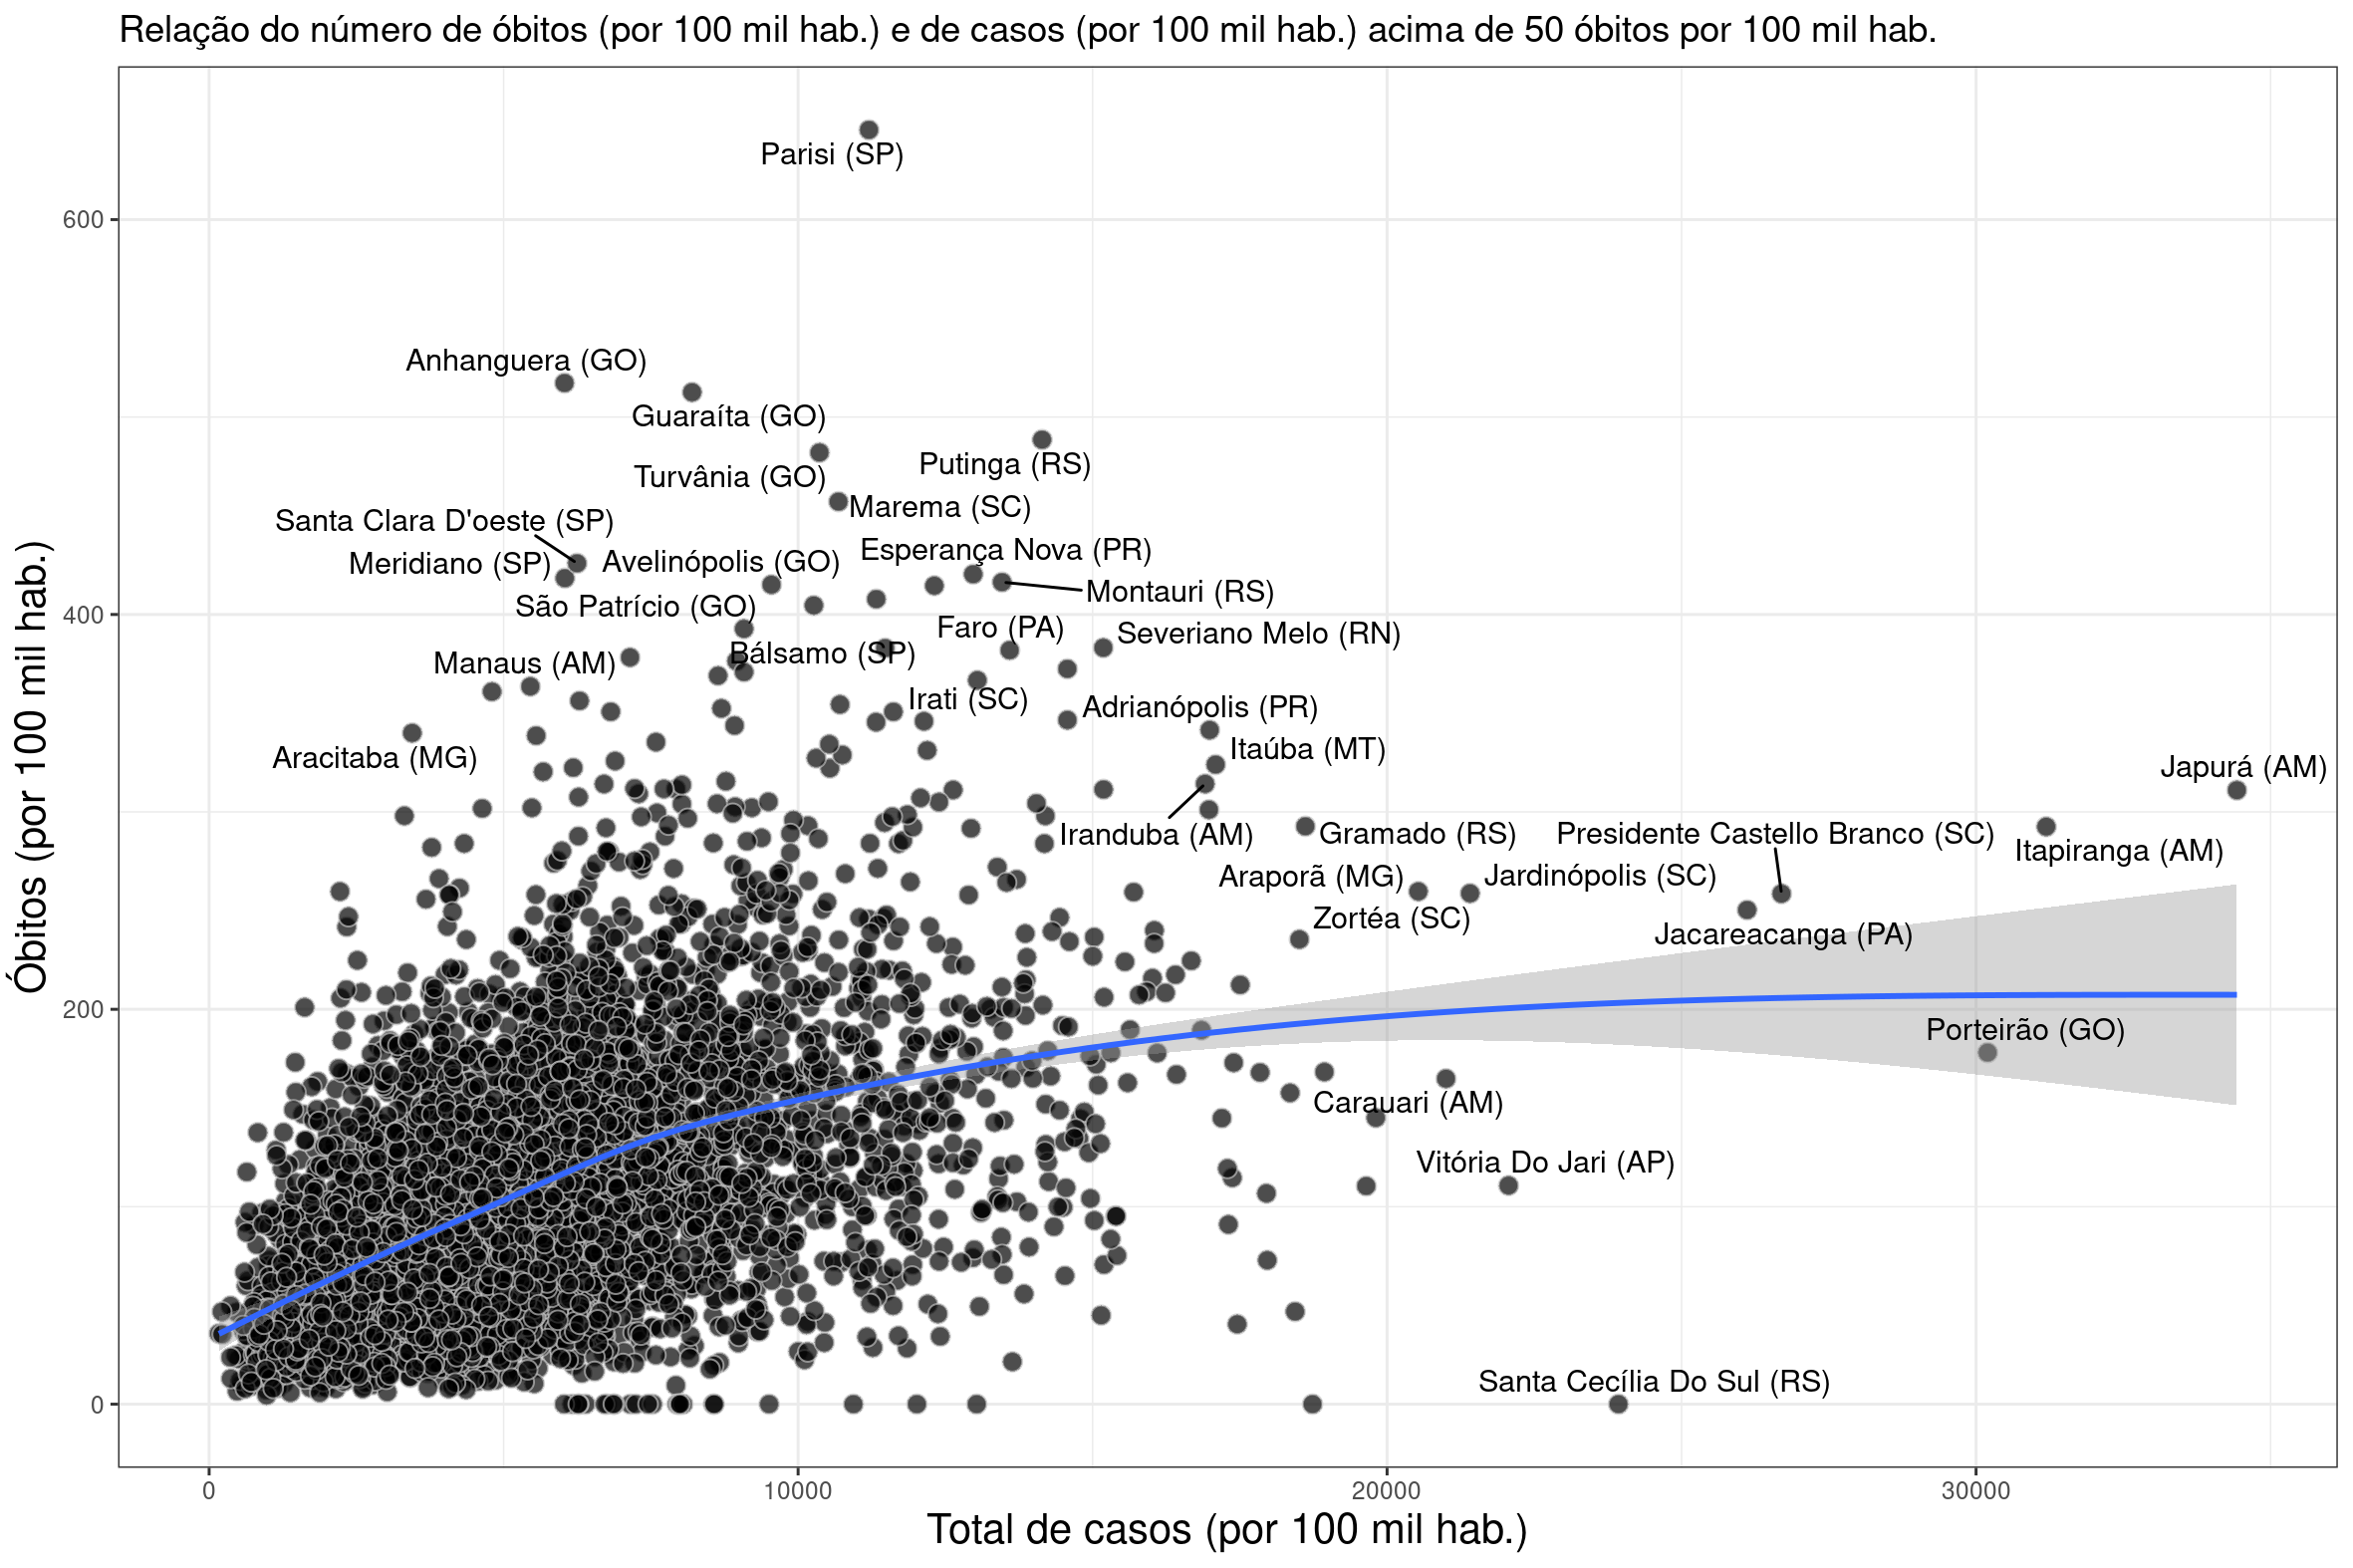 Relação do número de óbitos (por 100 mil hab.) e de casos (por 100 mil hab.) acima de 50 óbitos por 100 mil hab.
Óbitos (por 100 mil hab.)
600
400
200
0
Parisi (SP)
Anhanguera (GO)
Guaraíta (GO)
Putinga (RS)
Turvânia (GO)
Marema (SC)
Santa Clara D'oeste (SP)
Esperança Nova (PR)
Meridiano (SP)
Avelinópolis (GO)
Montauri (RS)
São Patrício (GO)
Faro (PA)
Severiano Melo (RN)
Bálsamo (SP)
Manaus (AM)
Irati (SC)
Adrianópolis (PR)
Itaúba (MT)
Aracitaba (MG)
Japurá (AM)
Iranduba (AM)
Gramado (RS)
Presidente Castello Branco (SC)
Itapiranga (AM)
Araporã (MG)
Jardinópolis (SC)
Zortéa (SC)
Jacareacanga (PA)
Porteirão (GO)
Carauari (AM)
Vitória Do Jari (AP)
Santa Cecília Do Sul (RS)
0
10000
20000
30000
Total de casos (por 100 mil hab.)